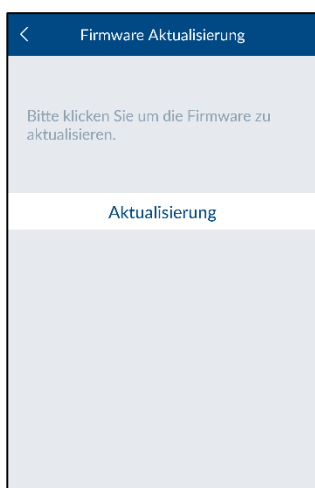 Firmware Aktualisierung
Bitte klicken Sie um die Firmware zu
aktualisieren.
Aktualisierung